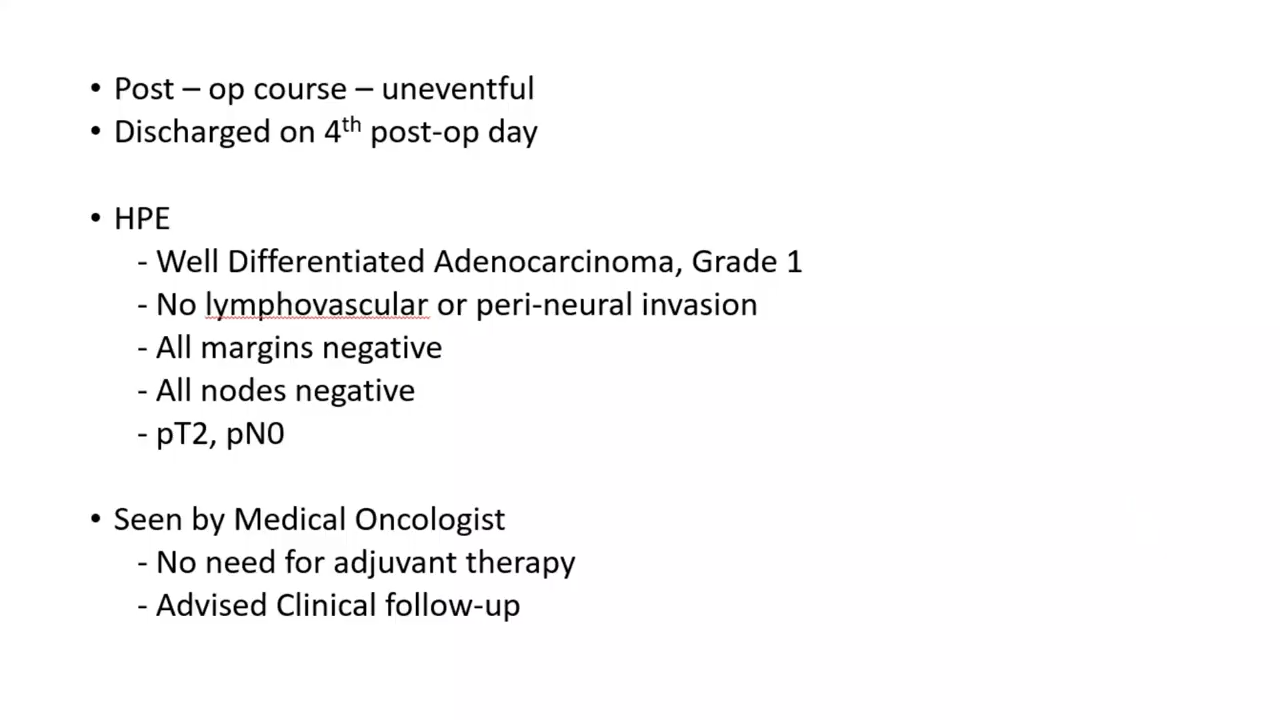 • Post – op course – uneventful
• Discharged on 4th post-op day
• HPE
- Well Differentiated Adenocarcinoma, Grade 1
- No lymphovascular or peri-neural invasion
- All margins negative
- All nodes negative
- pT2, pN0
• Seen by Medical Oncologist
- No need for adjuvant therapy
- Advised Clinical follow-up